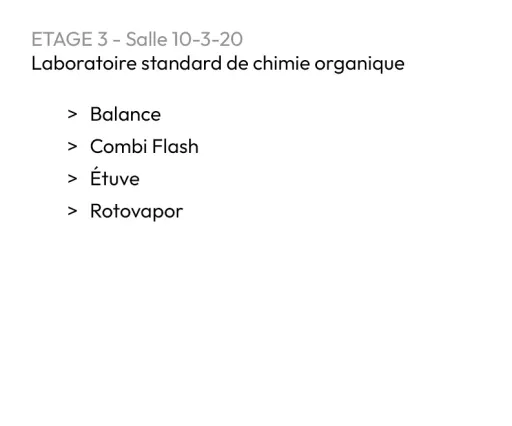 ETAGE 3 - Salle 10-3-20
Laboratoire standard de chimie organique
> Balance
> Combi Flash
> Étuve
> Rotovapor